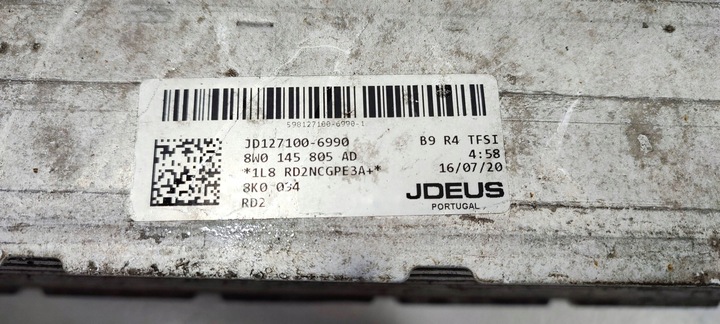 S98127100-6990-1
JD127100-6990
B9 R4 TFSI
8W0 145 805 AD
4:58
*1L8 RD2NCGPE3A+*
16/07/20
8K0 034
JDEUS
RD2
PORTUGAL